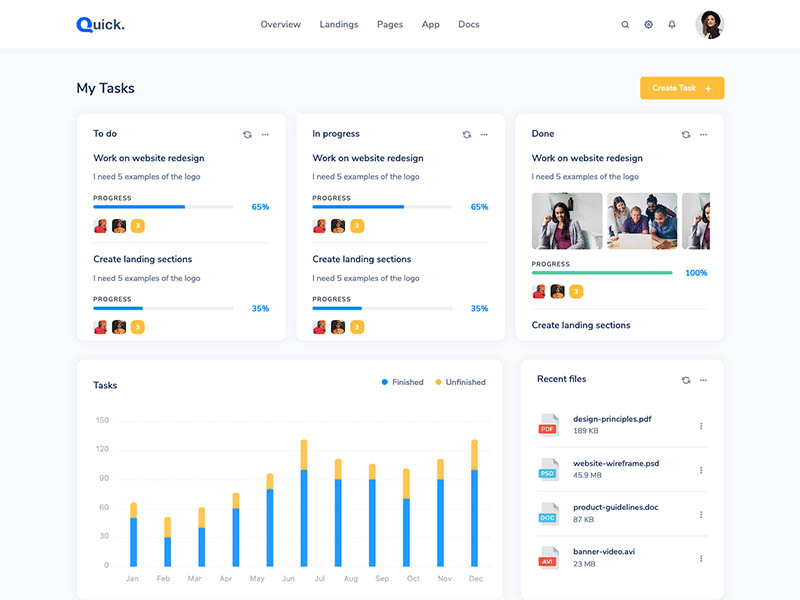 Quick.
Overview Landings Pages App Docs
My Tasks
Create Task +
To do
Work on website redesign
I need 5 examples of the logo
PROGRESS
65%
3
Create landing sections
I need 5 examples of the logo
PROGRESS
35%
3
In progress
Work on website redesign
I need 5 examples of the logo
PROGRESS
65%
3
Create landing sections
I need 5 examples of the logo
PROGRESS
35%
3
Done
Work on website redesign
I need 5 examples of the logo
PROGRESS
100%
3
Create landing sections
Tasks
Finished Unfinished
150
120
90
60
30
0
Jan Feb Mar Apr May Jun Jul Aug Sep Oct Nov Dec
Recent files
PDF
design-principles.pdf
189 KB
PSD
website-wireframe.psd
45.9 MB
DOC
product-guidelines.doc
87 KB
AVI
banner-video.avi
23 MB